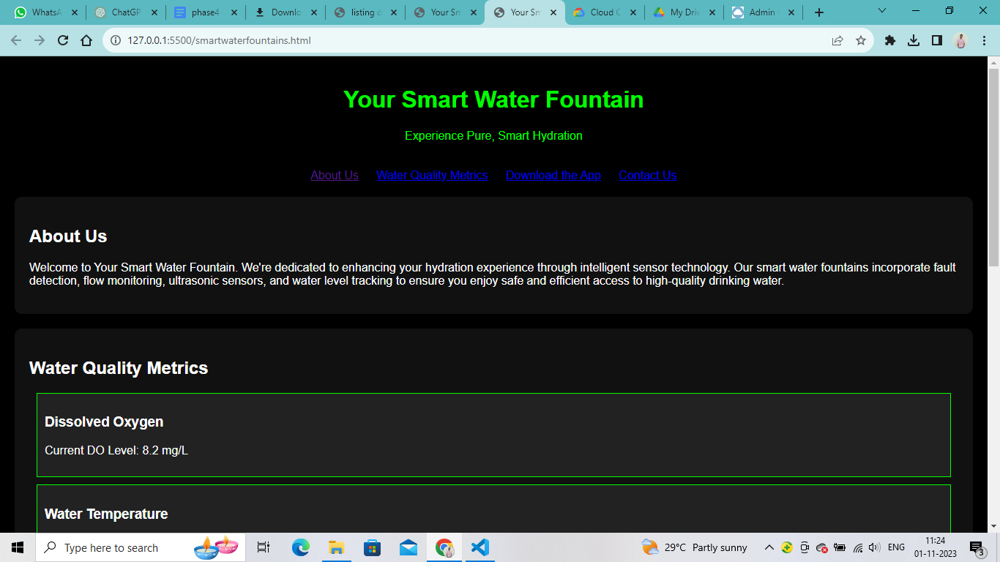 WhatsA
ChatGP
phase4
Downlo
listing d
Your Sm
Your Sm
Cloud C
My Driv
Admin
127.0.0.1:5500/smartwaterfountains.html
Your Smart Water Fountain
Experience Pure, Smart Hydration
About Us Water Quality Metrics Download the App Contact Us
About Us
Welcome to Your Smart Water Fountain. We're dedicated to enhancing your hydration experience through intelligent sensor technology. Our smart water fountains incorporate fault
detection, flow monitoring, ultrasonic sensors, and water level tracking to ensure you enjoy safe and efficient access to high-quality drinking water.
Water Quality Metrics
Dissolved Oxygen
Current DO Level: 8.2 mg/L
Water Temperature
Type here to search
29°C Partly sunny
ENG
11:24
01-11-2023
3